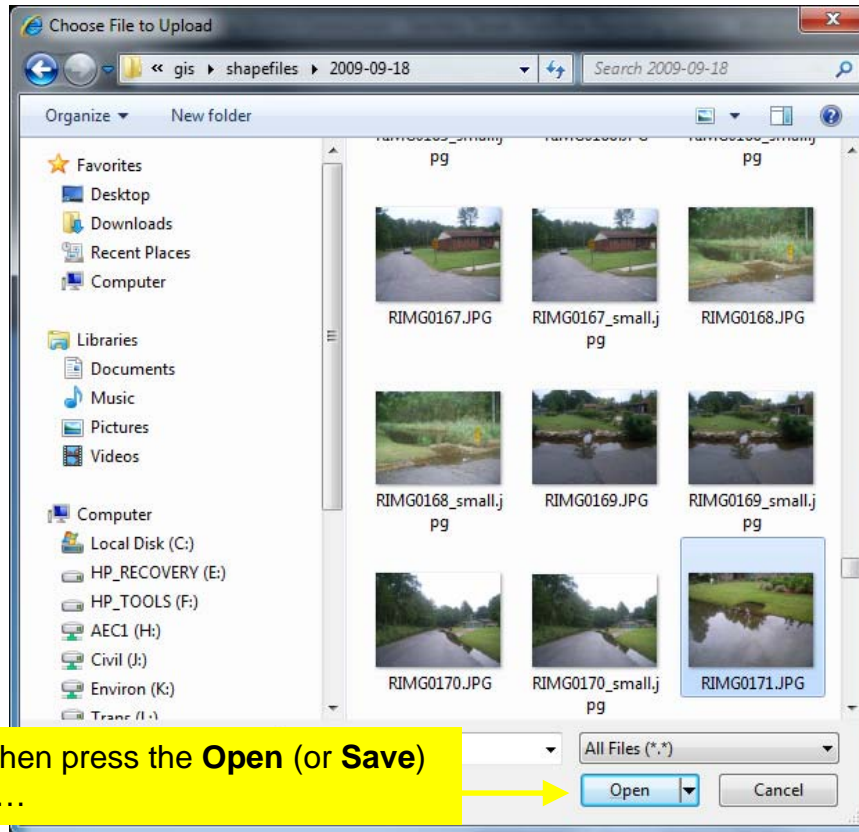 Choose File to Upload
« gis ▸ shapefiles ▸ 2009-09-18
Search 2009-09-18
Organize
New folder
Favorites
Desktop
Downloads
Recent Places
Computer
Libraries
Documents
Music
Pictures
Videos
Computer
Local Disk (C:)
HP_RECOVERY (E:)
HP_TOOLS (F:)
AEC1 (H:)
Civil (J:)
Environ (K:)
pg
pg
RIMG0167.JPG
RIMG0167_small.j
pg
RIMG0168.JPG
RIMG0168_small.j
pg
RIMG0169.JPG
RIMG0169_small.j
pg
RIMG0170.JPG
RIMG0170_small.j
pg
RIMG0171.JPG
hen press the Open (or Save)
…
All Files (*.*)
Open
Cancel